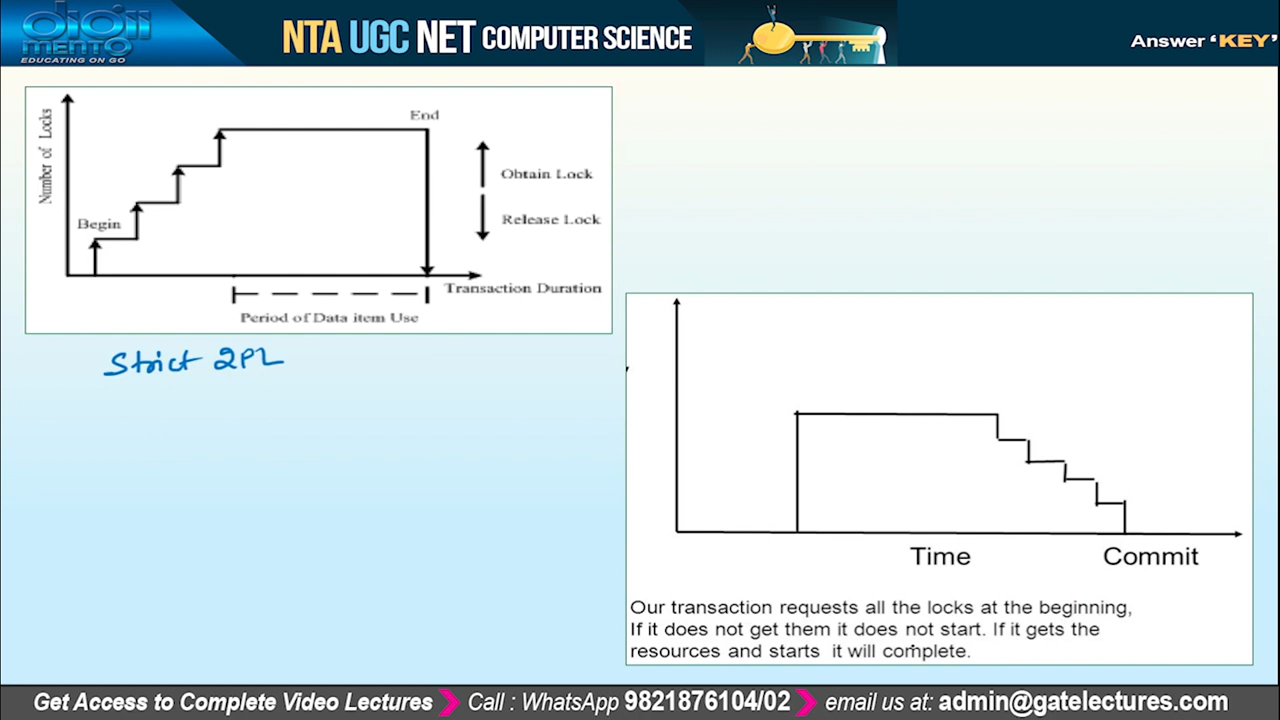 didii
MENTO
EDUCATING ON GO
NTA UGC NET COMPUTER SCIENCE
Answer ‘KEY’
Number of Locks
End
Obtain Lock
Begin
Release Lock
Transaction Duration
Period of Data item Use
Strict 2PL
Time
Commit
Our transaction requests all the locks at the beginning,
If it does not get them it does not start. If it gets the
resources and starts it will complete.
Get Access to Complete Video Lectures Call : WhatsApp 9821876104/02 email us at: admin@gatelectures.com